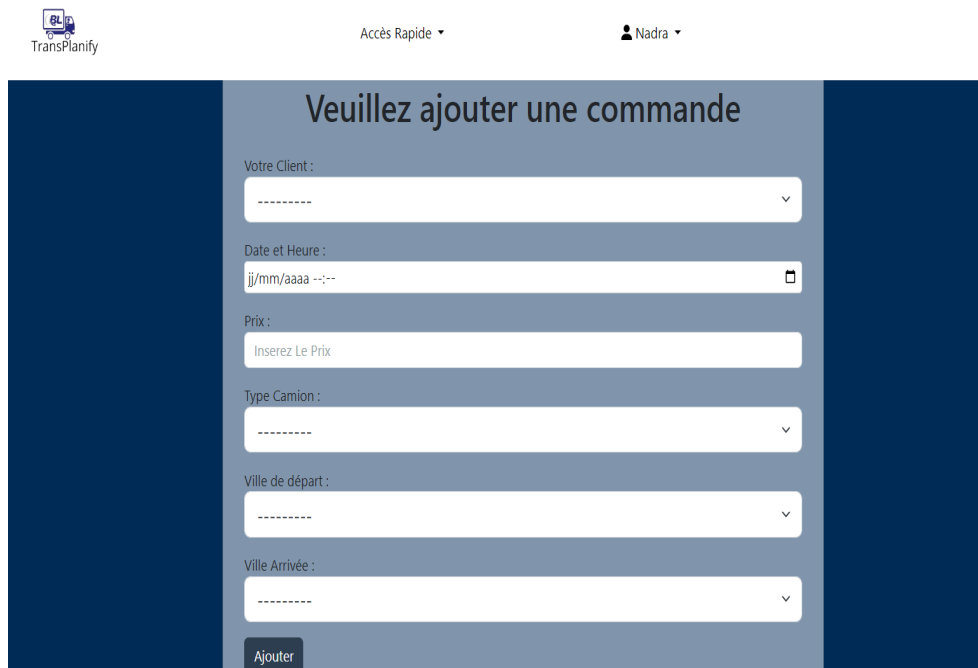 BL
TransPlanify
Accès Rapide
Nadra
Veuillez ajouter une commande
Votre Client :
---------
Date et Heure :
jj/mm/aaaa --:--
Prix :
Inserez Le Prix
Type Camion :
---------
Ville de départ :
---------
Ville Arrivée :
---------
Ajouter